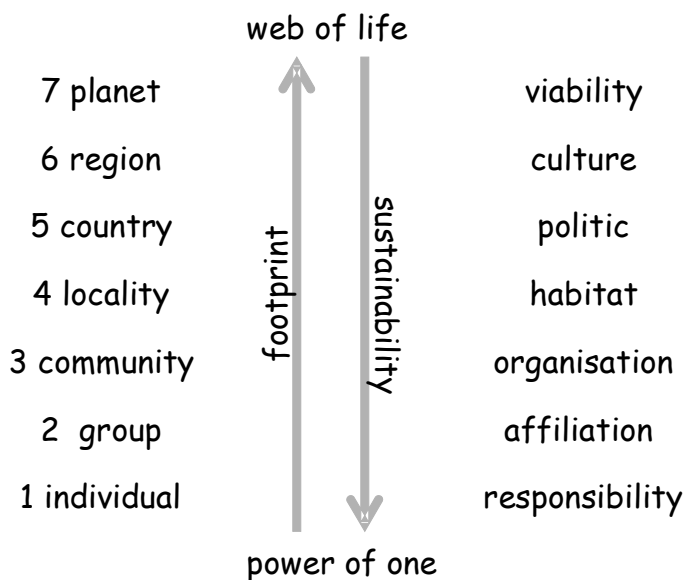 web of life
7 planet
viability
6 region
culture
5 country
politic
4 locality
habitat
footprint
sustainability
3 community
organisation
2 group
affiliation
1 individual
responsibility
power of one